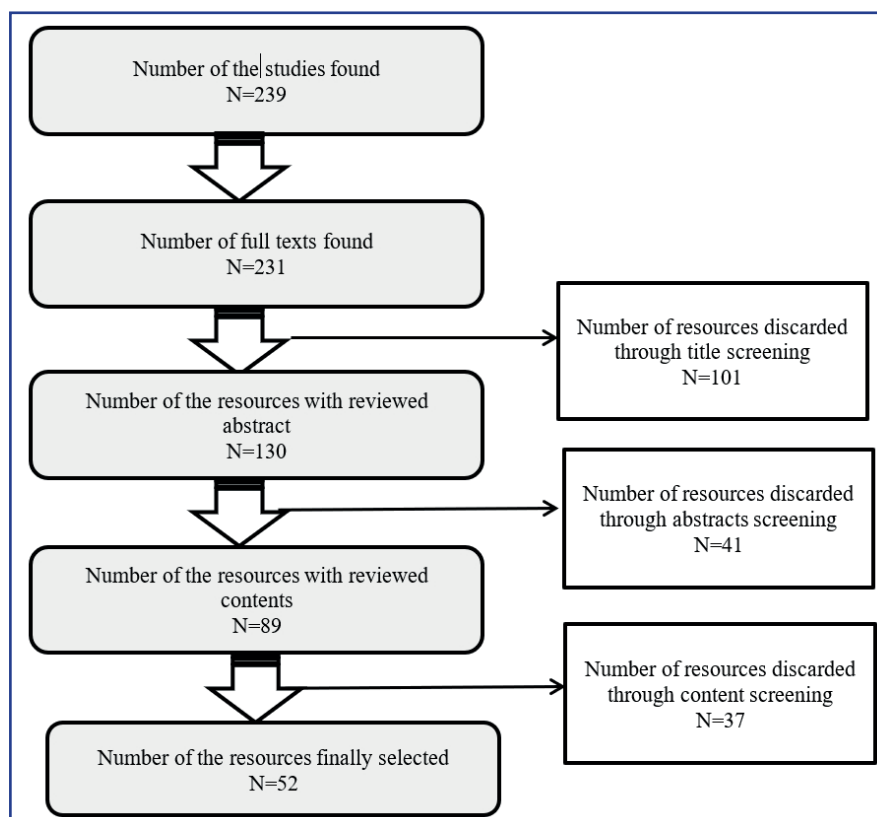 Number of the studies found
N=239
Number of full texts found
N=231
Number of resources discarded
through title screening
N=101
Number of the resources with reviewed
abstract
N=130
Number of resources discarded
through abstracts screening
N=41
Number of the resources with reviewed
contents
N=89
Number of resources discarded
through content screening
N=37
Number of the resources finally selected
N=52